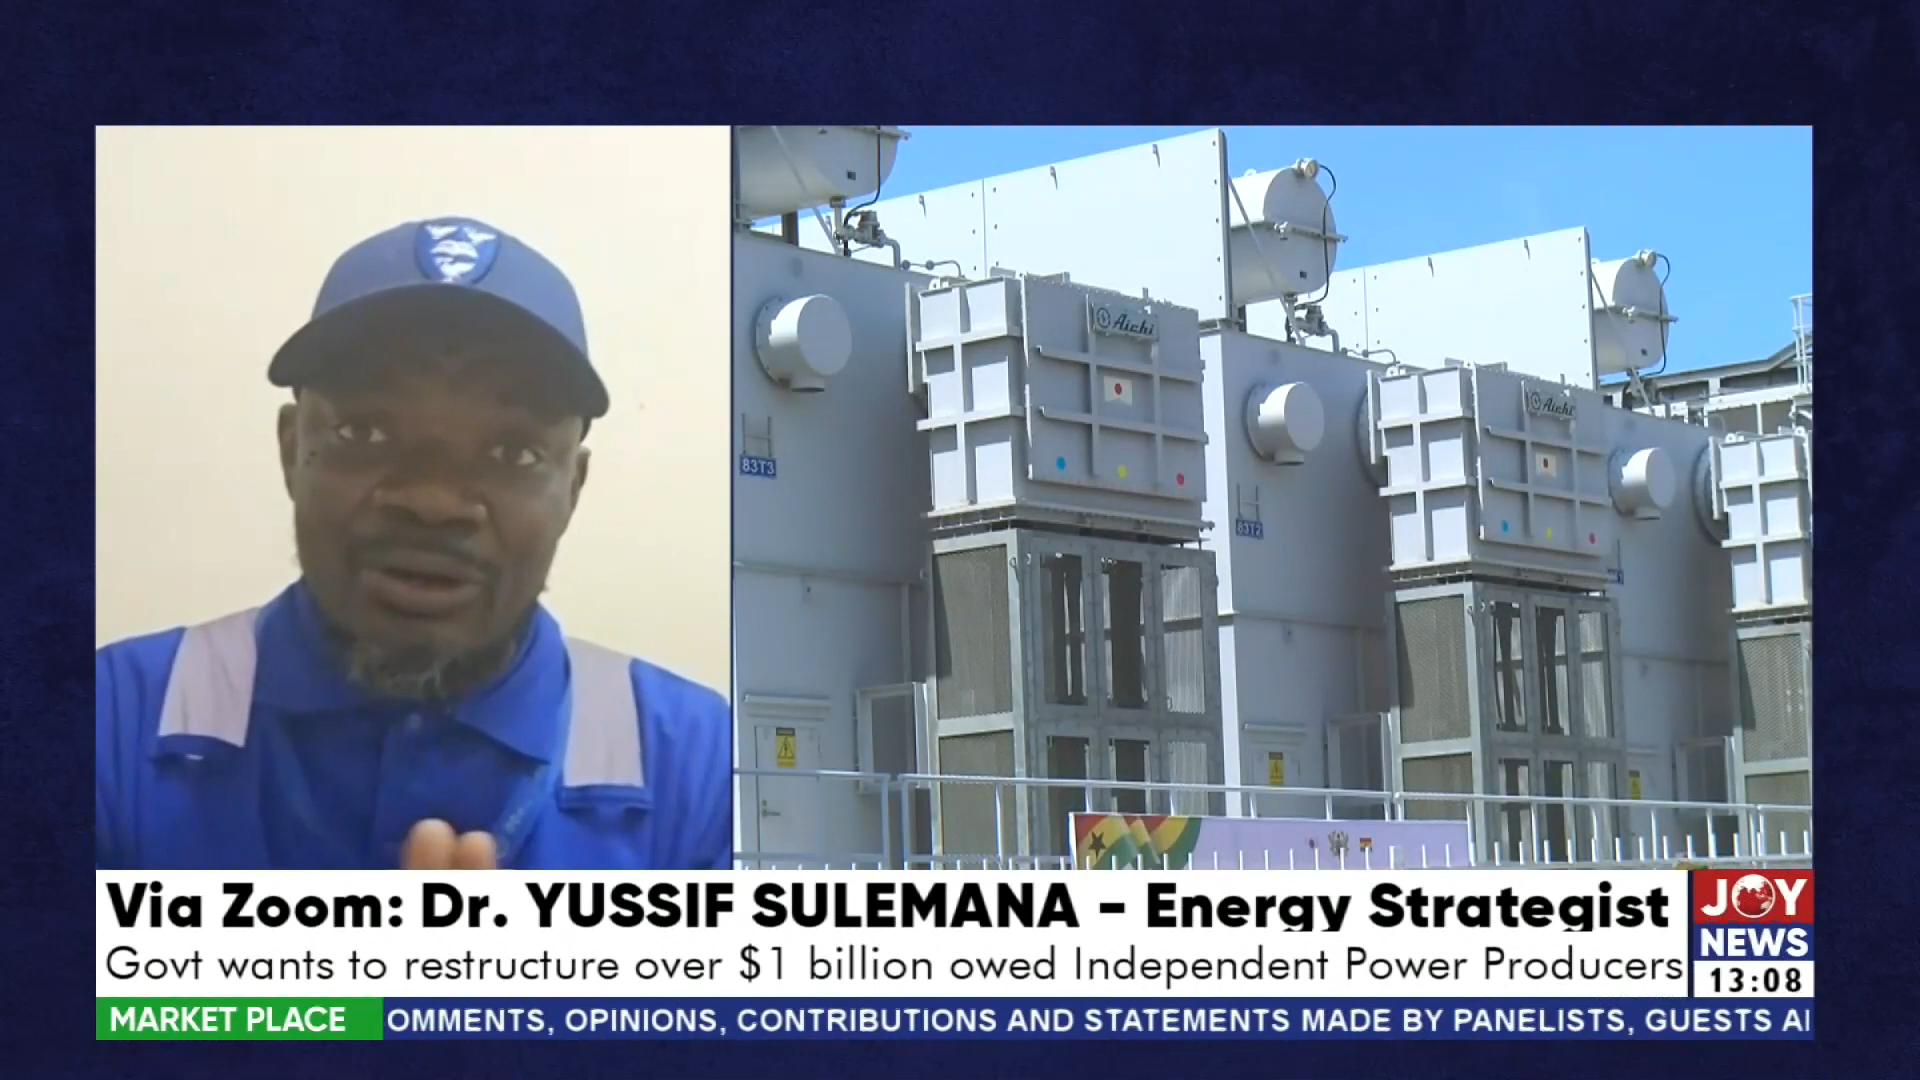 Aichi
Aichi
83T3
83T2
Via Zoom: Dr. YUSSIF SULEMANA - Energy Strategist
Govt wants to restructure over $1 billion owed Independent Power Producers
JOY
NEWS
13:08
MARKET PLACE
OMMENTS, OPINIONS, CONTRIBUTIONS AND STATEMENTS MADE BY PANELISTS, GUESTS AI